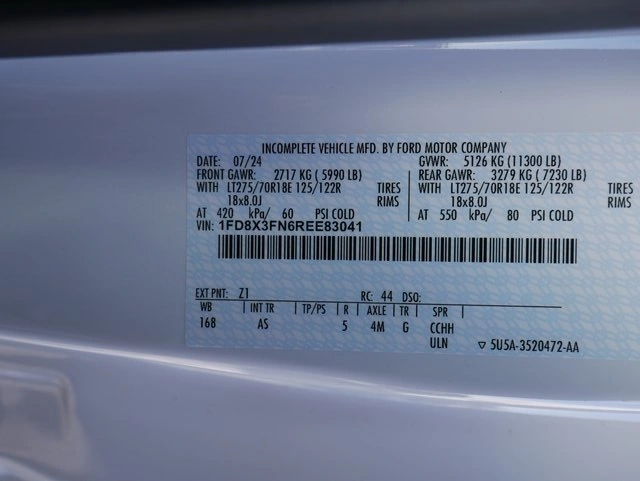 INCOMPLETE VEHICLE MFD. BY FORD MOTOR COMPANY
DATE: 07/24 GVWR: 5126 KG (11300 LB)
FRONT GAWR: 2717 KG ( 5990 LB) REAR GAWR: 3279 KG ( 7230 LB)
WITH LT275/70R18E 125/122R TIRES WITH LT275/70R18E 125/122R TIRES
18x8.0J RIMS 18x8.0J RIMS
AT 420 kPa/ 60 PSI COLD AT 550 kPa/ 80 PSI COLD
VIN: 1FD8X3FN6REE83041
EXT PNT: Z1 RC: 44 DSO:
WB | INT TR | TP/PS | R | AXLE | TR | SPR
168 AS 5 4M G CCHH
ULN ▽ 5U5A-3520472-AA